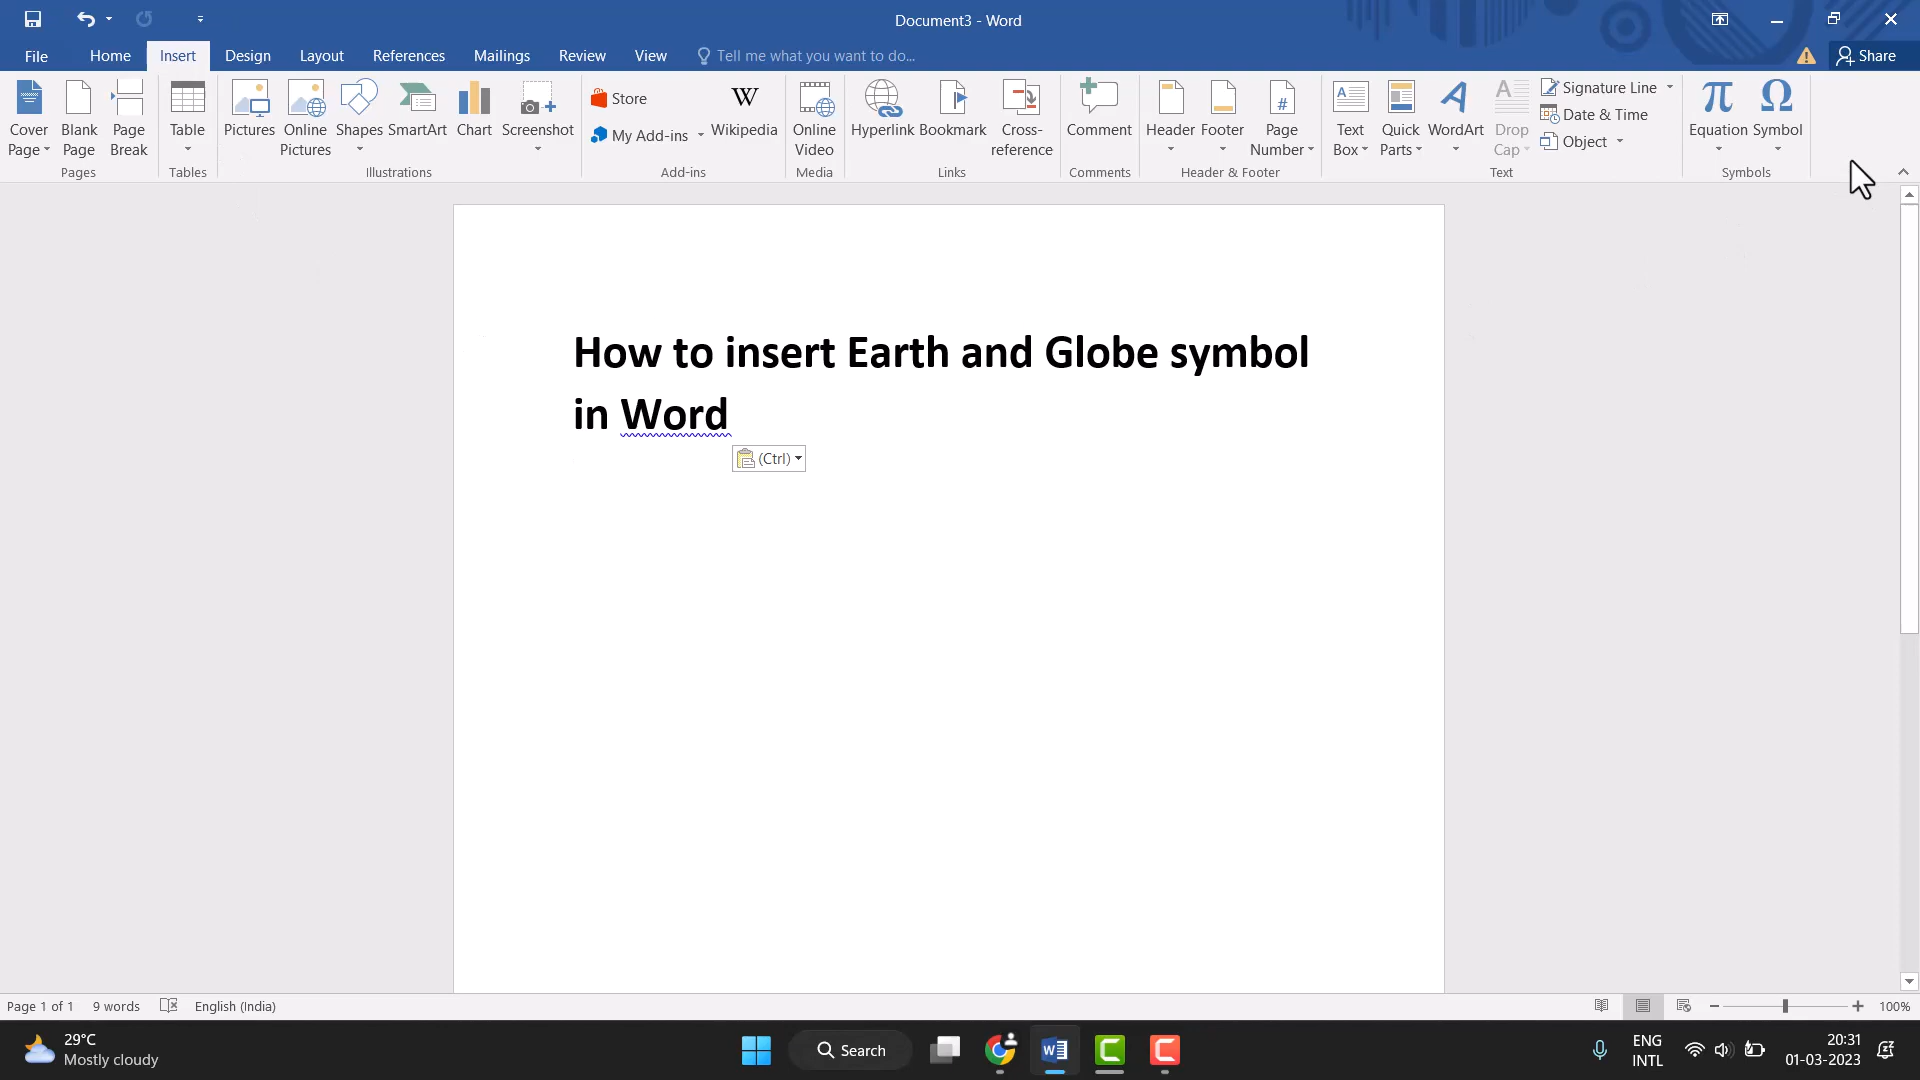 Document3 - Word
File Home Insert Design Layout References Mailings Review View Tell me what you want to do... Share
Cover Page
Blank Page
Page Break
Pages
Table
Tables
Pictures
Online Pictures
Shapes
SmartArt
Chart
Screenshot
Illustrations
Store
My Add-ins
Wikipedia
Add-ins
Online Video
Media
Hyperlink
Bookmark
Cross-reference
Links
Comment
Comments
Header
Footer
Page Number
Header & Footer
Text Box
Quick Parts
WordArt
Drop Cap
Signature Line
Date & Time
Object
Text
Equation
Symbol
Symbols
How to insert Earth and Globe symbol
in Word
(Ctrl)
Page 1 of 1 9 words English (India) 100%
29°C
Mostly cloudy
Search
ENG
INTL
20:31
01-03-2023